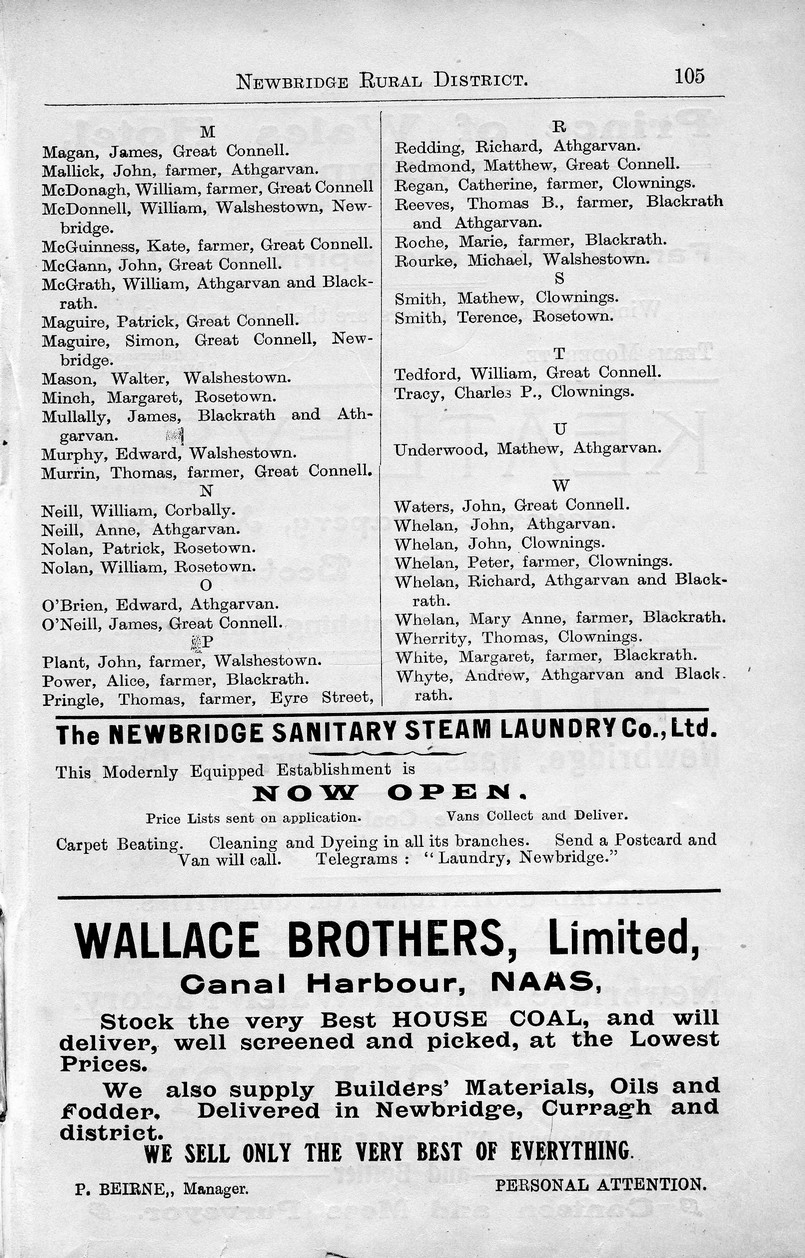 NEWBRIDGE RURAL DISTRICT. 105
M
Magan, James, Great Connell.
Mallick, John, farmer, Athgarvan.
McDonagh, William, farmer, Great Connell
McDonnell, William, Walshestown, New-
bridge.
McGuinness, Kate, farmer, Great Connell.
McGann, John, Great Connell.
McGrath, William, Athgarvan and Black-
rath.
Maguire, Patrick, Great Connell.
Maguire, Simon, Great Connell, New-
bridge.
Mason, Walter, Walshestown.
Minch, Margaret, Rosetown.
Mullally, James, Blackrath and Ath-
garvan.
Murphy, Edward, Walshestown.
Murrin, Thomas, farmer, Great Connell.
N
Neill, William, Corbally.
Neill, Anne, Athgarvan.
Nolan, Patrick, Rosetown.
Nolan, William, Rosetown.
O
O'Brien, Edward, Athgarvan.
O'Neill, James, Great Connell.
P
Plant, John, farmer, Walshestown.
Power, Alice, farmer, Blackrath.
Pringle, Thomas, farmer, Eyre Street,
R
Redding, Richard, Athgarvan.
Redmond, Matthew, Great Connell.
Regan, Catherine, farmer, Clownings.
Reeves, Thomas B., farmer, Blackrath
and Athgarvan.
Roche, Marie, farmer, Blackrath.
Rourke, Michael, Walshestown.
S
Smith, Mathew, Clownings.
Smith, Terence, Rosetown.
T
Tedford, William, Great Connell.
Tracy, Charles P., Clownings.
U
Underwood, Mathew, Athgarvan.
W
Waters, John, Great Connell.
Whelan, John, Athgarvan.
Whelan, John, Clownings.
Whelan, Peter, farmer, Clownings.
Whelan, Richard, Athgarvan and Black-
rath.
Whelan, Mary Anne, farmer, Blackrath.
Wherrity, Thomas, Clownings.
White, Margaret, farmer, Blackrath.
Whyte, Andrew, Athgarvan and Black-
rath.
The NEWBRIDGE SANITARY STEAM LAUNDRY Co., Ltd.
This Modernly Equipped Establishment is
NOW OPEN.
Price Lists sent on application. Vans Collect and Deliver.
Carpet Beating. Cleaning and Dyeing in all its branches. Send a Postcard and
Van will call. Telegrams : "Laundry, Newbridge."
WALLACE BROTHERS, Limited,
Canal Harbour, NAAS,
Stock the very Best HOUSE COAL, and will
deliver, well screened and picked, at the Lowest
Prices.
We also supply Builders' Materials, Oils and
Fodder. Delivered in Newbridge, Curragh and
district.
WE SELL ONLY THE VERY BEST OF EVERYTHING.
P. BEIRNE,, Manager. PERSONAL ATTENTION.